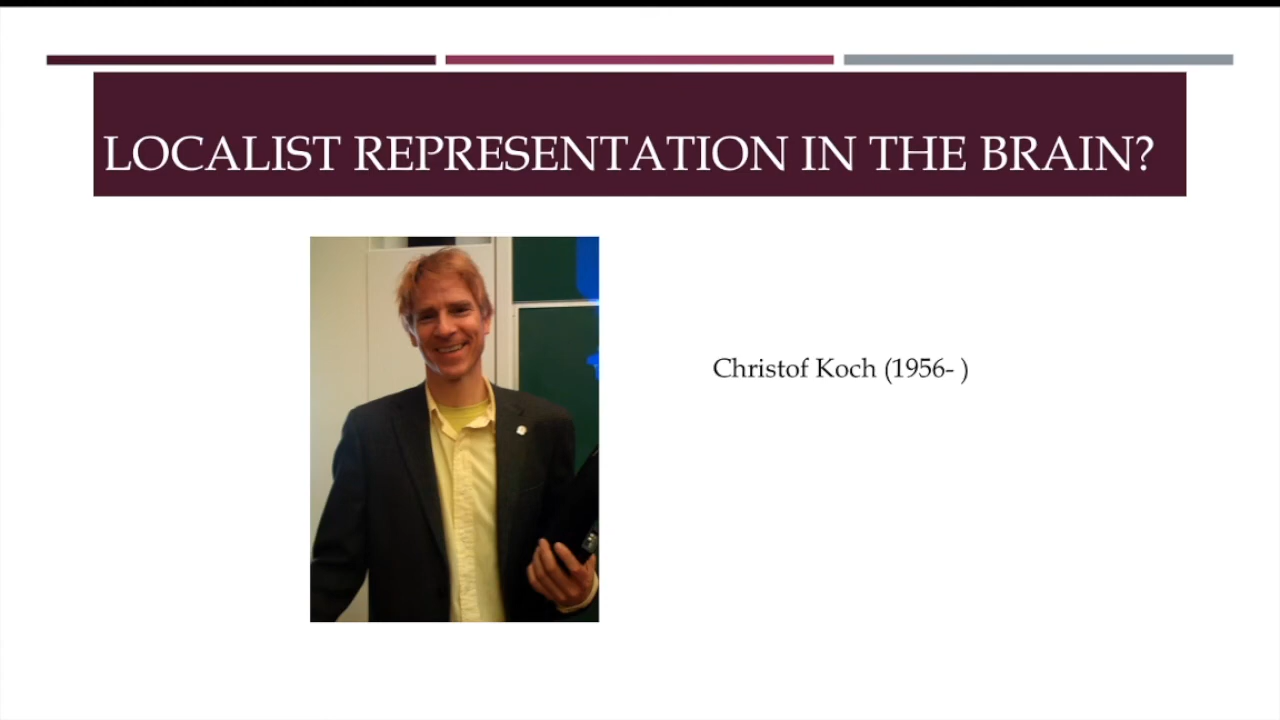 LOCALIST REPRESENTATION IN THE BRAIN?
Christof Koch (1956- )